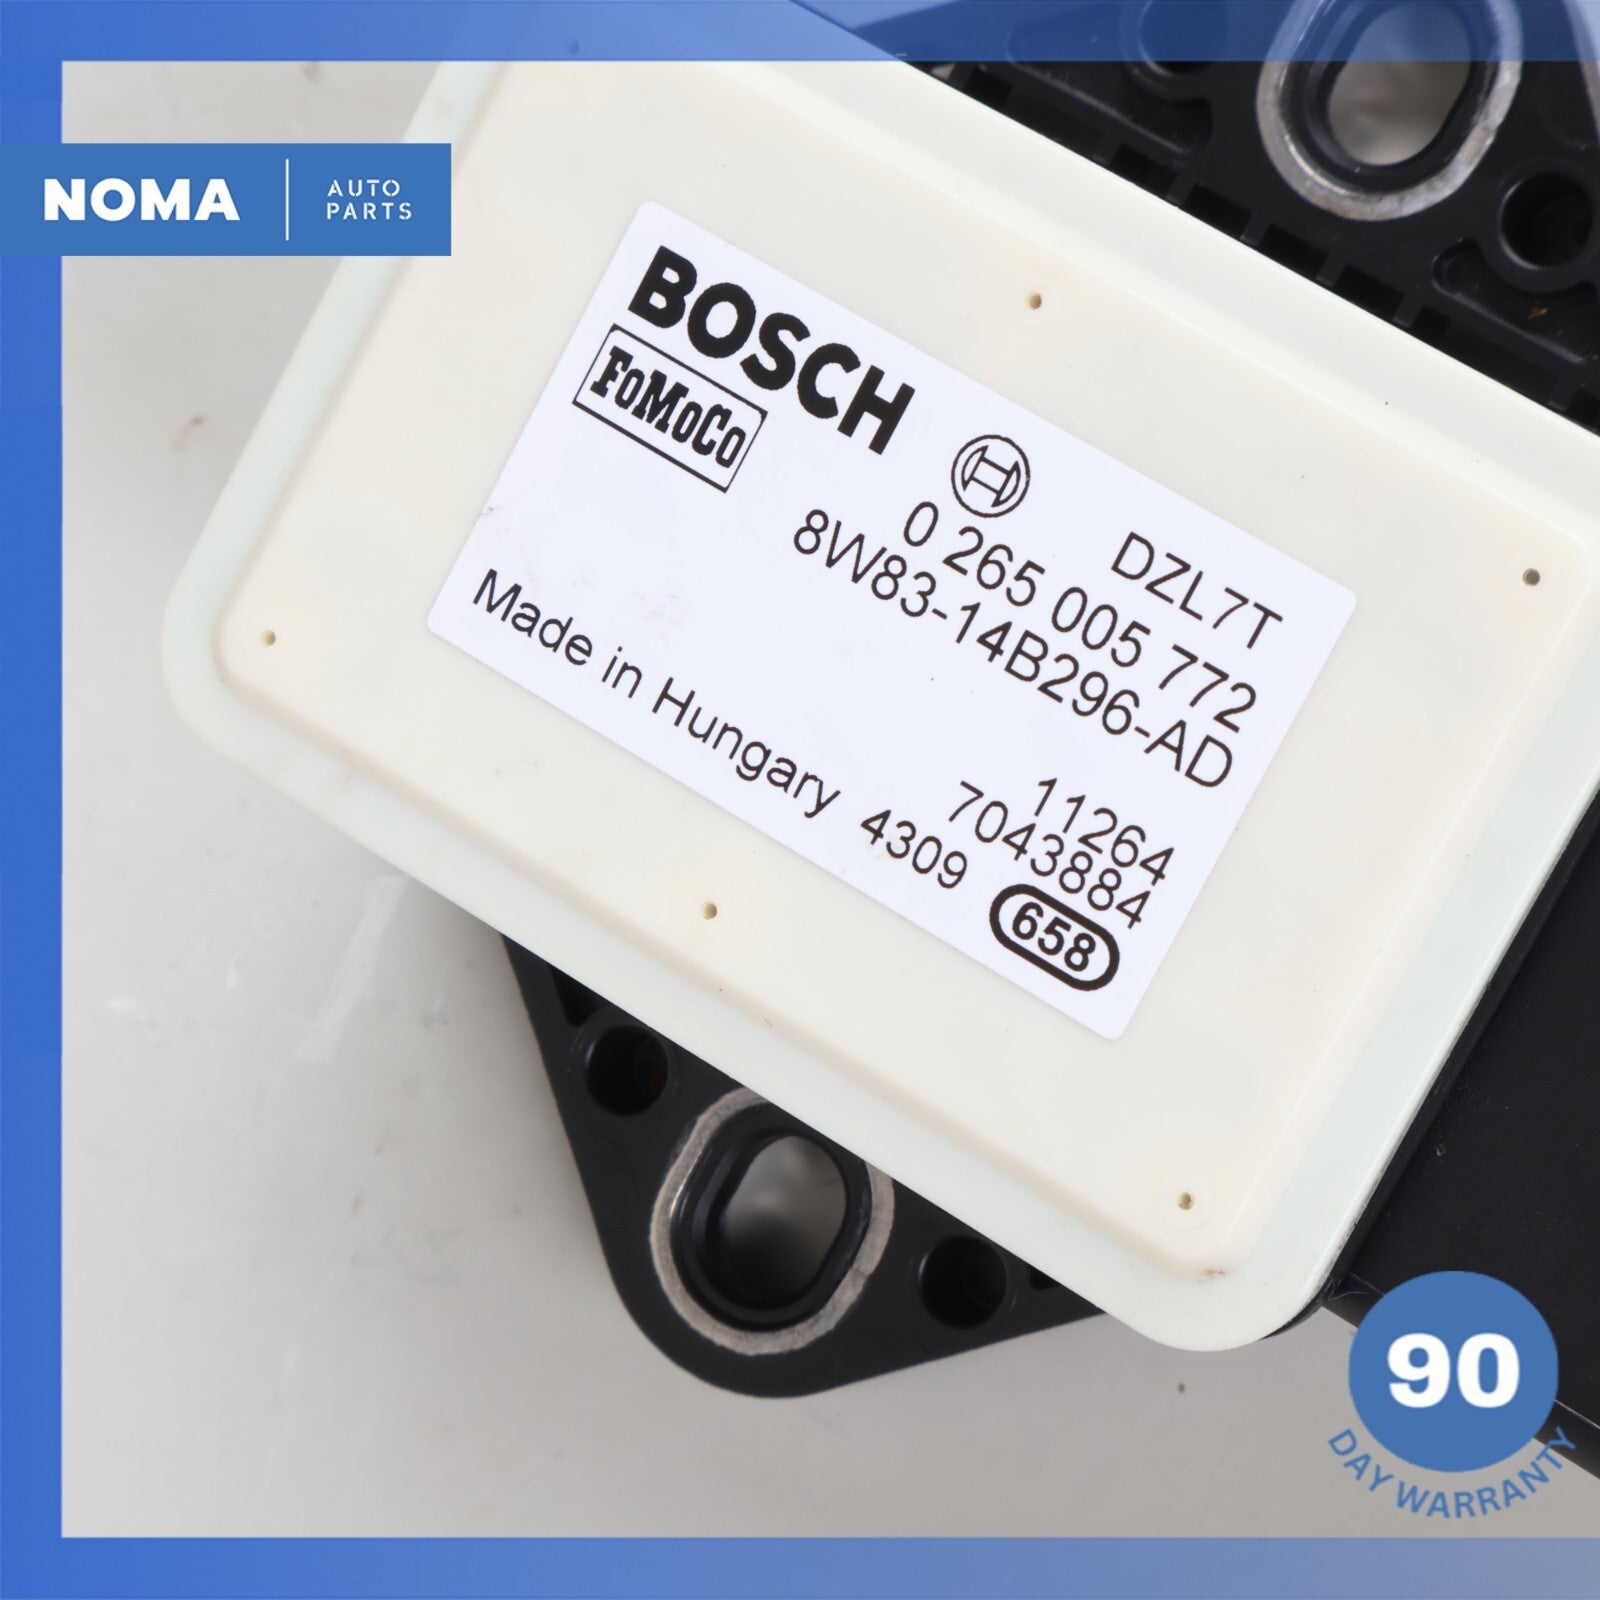 NOMA
AUTO
PARTS
BOSCH
FoMoCo
DZL7T
0 265 005 772
8W83-14B296-AD
11264
7043884
Made in Hungary 4309
658
90
DAY WARRANTY